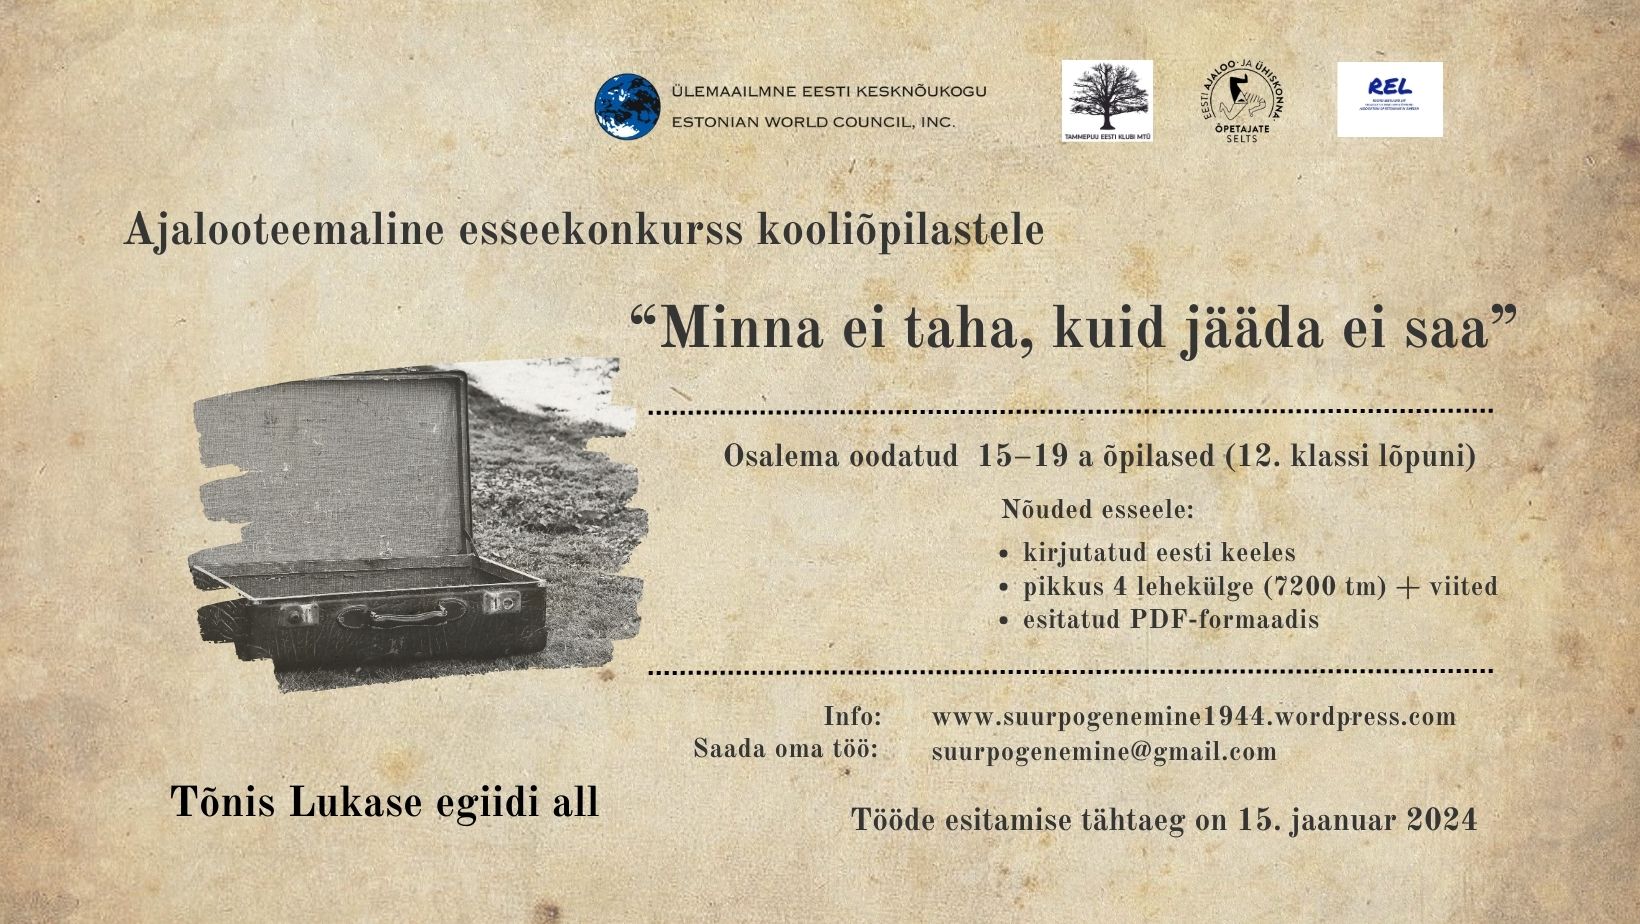 ÜLEMAAILMNE EESTI KESKNÕUKOGU
ESTONIAN WORLD COUNCIL, INC.
TAMMEPUU EESTI KLUBI MTÜ
EESTI AJALOO- JA ÜHISKONNA-
ÕPETAJATE
SELTS
REL
Ajalooteemaline esseekonkurss kooliõpilastele
“Minna ei taha, kuid jääda ei saa”
Osalema oodatud 15–19 a õpilased (12. klassi lõpuni)
Nõuded esseele:
• kirjutatud eesti keeles
• pikkus 4 lehekülge (7200 tm) + viited
• esitatud PDF-formaadis
Info: www.suurpogenemine1944.wordpress.com
Saada oma töö: suurpogenemine@gmail.com
Tõnis Lukase egiidi all
Tööde esitamise tähtaeg on 15. jaanuar 2024